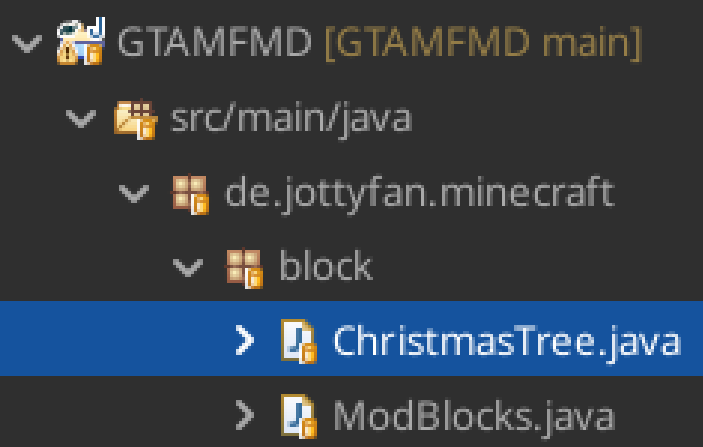 GTAMFMD [GTAMFMD main]
src/main/java
de.jottyfan.minecraft
block
ChristmasTree.java
ModBlocks.java